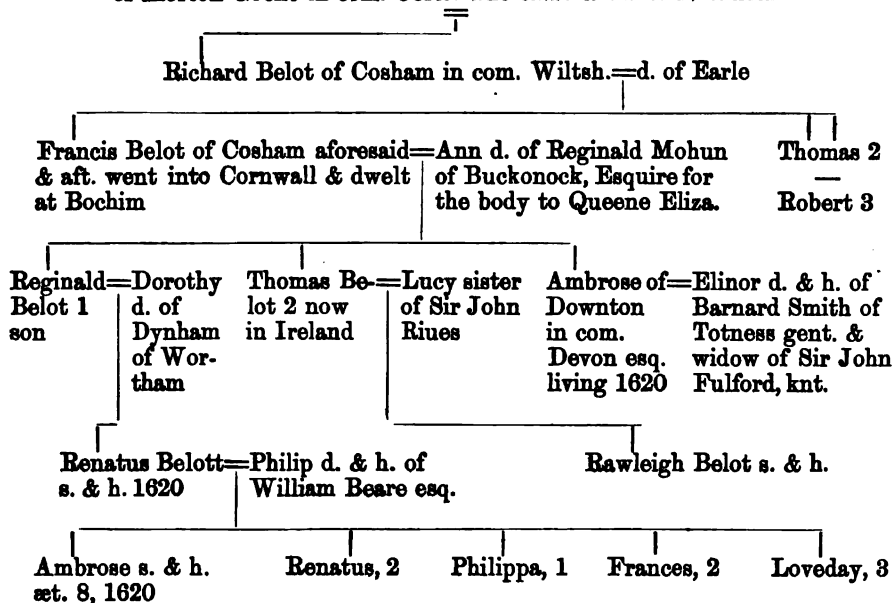 Richard Belot of Cosham in com. Wiltsh.=d. of Earle
Francis Belot of Cosham aforesaid=Ann d. of Reginald Mohun
& aft. went into Cornwall & dwelt of Buckonock, Esquire for
at Bochim the body to Queene Eliza.
Thomas 2
—
Robert 3
Reginald=Dorothy
Belot 1 d. of
son Dynham
of Wor-
tham
Thomas Be-=Lucy sister
lot 2 now of Sir John
in Ireland Riues
Ambrose of=Elinor d. & h. of
Downton Barnard Smith of
in com. Totness gent. &
Devon esq. widow of Sir John
living 1620 Fulford, knt.
Renatus Belott=Philip d. & h. of
s. & h. 1620 William Beare esq.
Rawleigh Belot s. & h.
Ambrose s. & h.
æt. 8, 1620
Renatus, 2
Philippa, 1
Frances, 2
Loveday, 3